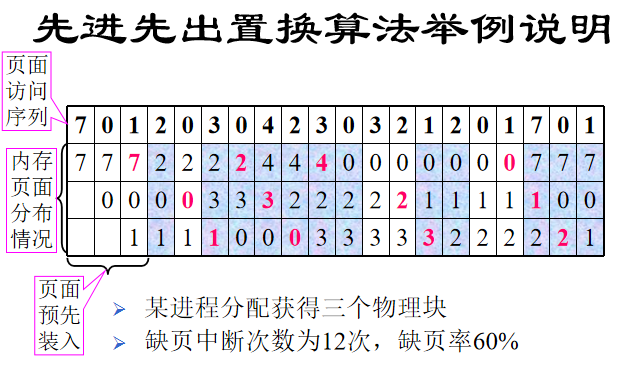 先进先出置换算法举例说明
页面
访问
序列
7 0 1 2 0 3 0 4 2 3 0 3 2 1 2 0 1 7 0 1
内存
页面
分布
情况
7 7 7 2 2 2 2 4 4 4 0 0 0 0 0 0 0 7 7 7
0 0 0 0 3 3 3 2 2 2 2 2 1 1 1 1 1 0 0
1 1 1 1 0 0 0 3 3 3 3 3 2 2 2 2 2 1
页面
预先
装入
➢ 某进程分配获得三个物理块
➢ 缺页中断次数为12次，缺页率60%